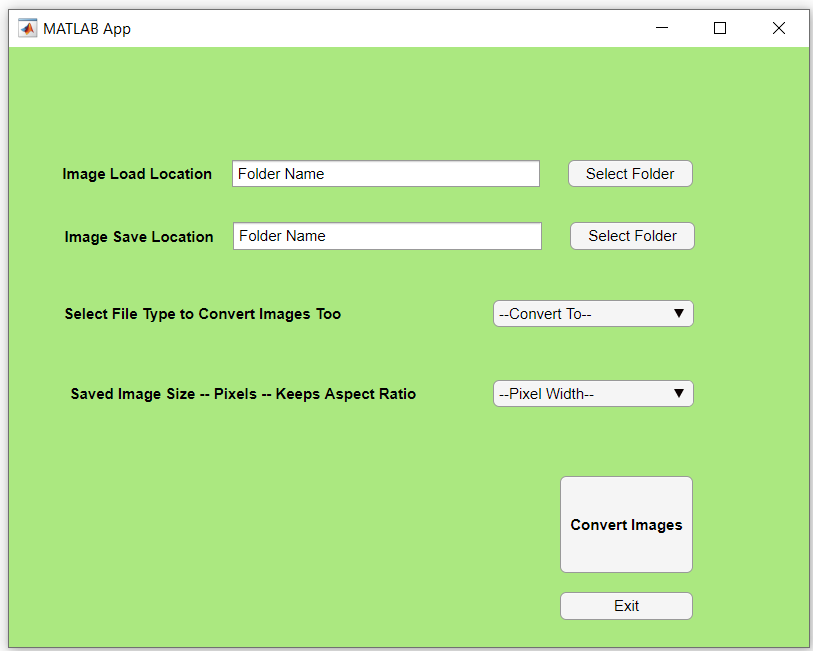 MATLAB App
Image Load Location Folder Name Select Folder
Image Save Location Folder Name Select Folder
Select File Type to Convert Images Too --Convert To--
Saved Image Size -- Pixels -- Keeps Aspect Ratio --Pixel Width--
Convert Images
Exit